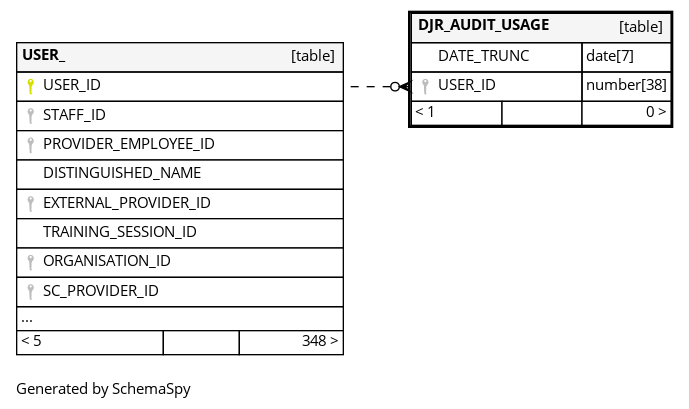 DJR_AUDIT_USAGE [table]
DATE_TRUNC date[7]
USER_ID number[38]
< 1 0 >
USER_ [table]
USER_ID
STAFF_ID
PROVIDER_EMPLOYEE_ID
DISTINGUISHED_NAME
EXTERNAL_PROVIDER_ID
TRAINING_SESSION_ID
ORGANISATION_ID
SC_PROVIDER_ID
...
< 5 348 >
Generated by SchemaSpy